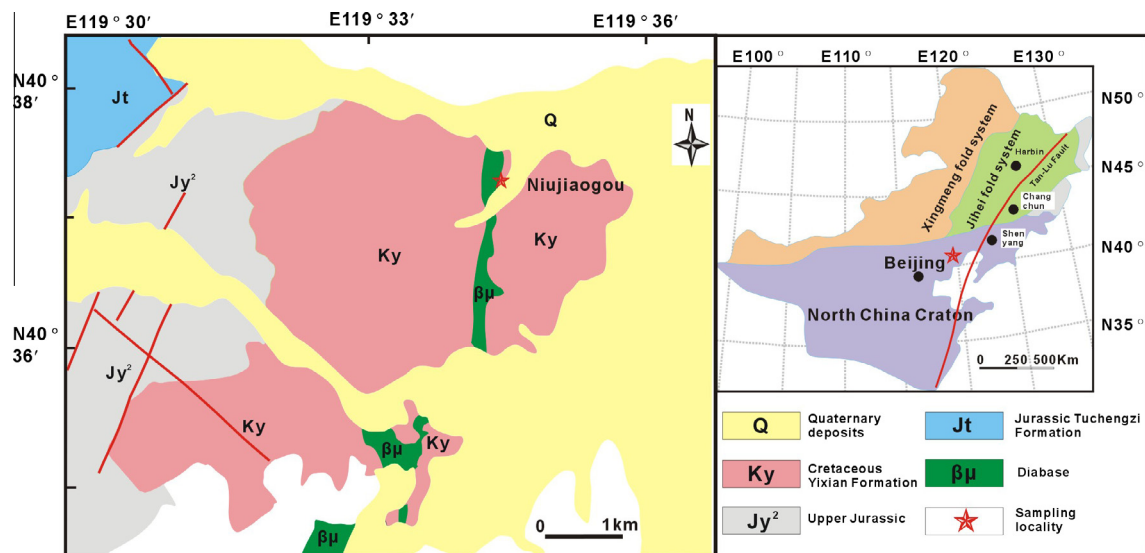 E119° 30′
E119° 33′
E119° 36′
N40°
38′
N40°
36′
Jt
Q
N
Jy²
Niujiaogou
Ky
Ky
βμ
Jy²
Ky
βμ
Ky
βμ
0 1km
E100°
E120°
E130°
N50°
N45°
N40°
N35°
Xingmeng fold system
Jihei fold system
Harbin
Tan-Lu Fault
Chang
chun
Shen
yang
Beijing
North China Craton
0 250 500Km
Q Quaternary
deposits
Jt Jurassic Tuchengzi
Formation
Ky Cretaceous
Yixian Formation
βμ Diabase
Jy² Upper Jurassic
Sampling
locality